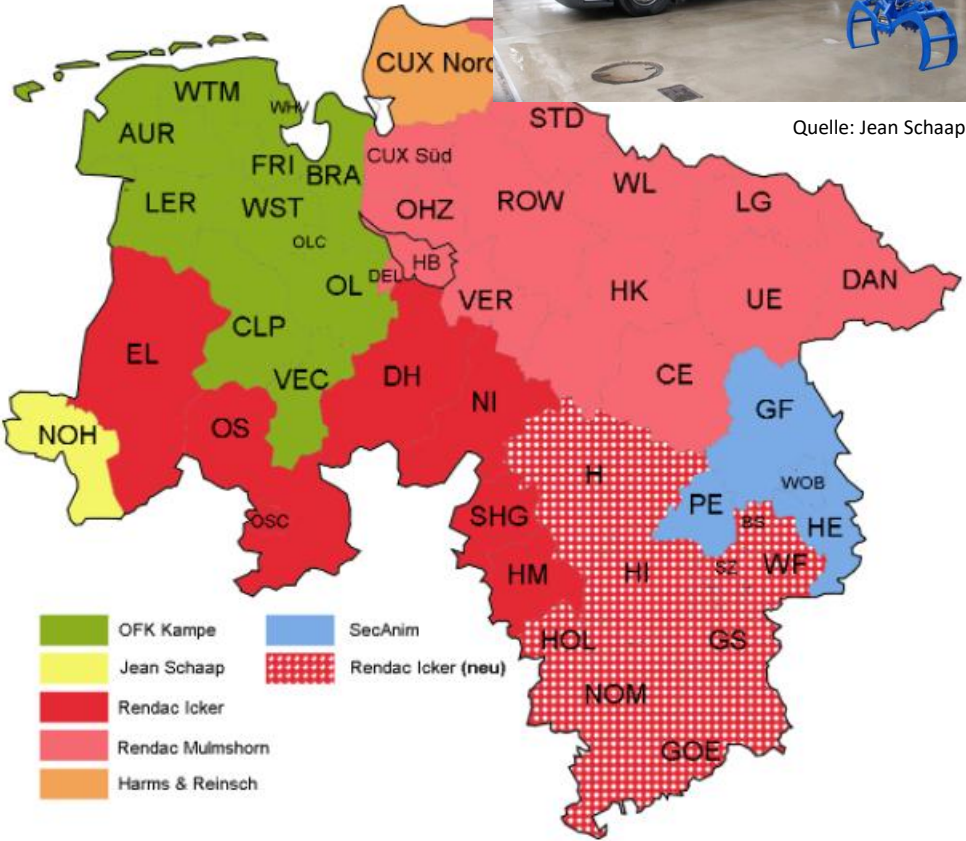 CUX Nord
WTM
STD
WHV
Quelle: Jean Schaap
AUR
CUX Süd
FRI
BRA
WL
LER
WST
OHZ
ROW
LG
OLC
HB
DEL
OL
VER
HK
UE
DAN
CLP
EL
VEC
DH
CE
NI
GF
NOH
OS
H
WOB
PE
OSC
SHG
BS
HE
HM
HI
SZ
WF
OFK Kampe
SecAnim
HOL
GS
Jean Schaap
Rendac Icker (neu)
NOM
Rendac Icker
Rendac Mulmshorn
GOE
Harms & Reinsch